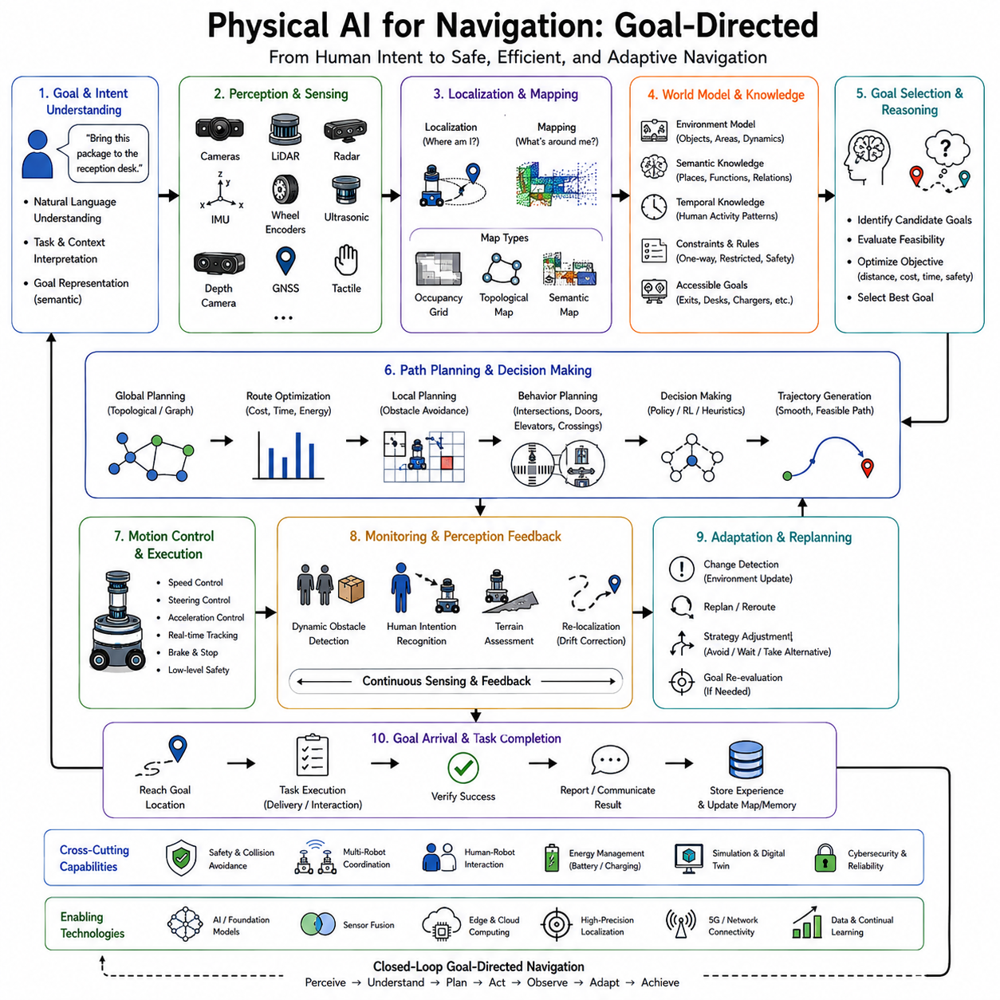 Physical AI for Navigation: Goal-Directed
From Human Intent to Safe, Efficient, and Adaptive Navigation
1. Goal & Intent
Understanding
"Bring this
package to the
reception desk."
• Natural Language
Understanding
• Task & Context
Interpretation
• Goal Representation
(semantic)
2. Perception & Sensing
Cameras
LiDAR
Radar
z
y
x
x
IMU
Wheel
Encoders
Ultrasonic
Depth
Camera
GNSS
Tactile
...
3. Localization & Mapping
Localization
(Where am I?)
Mapping
(What's around me?)
Map Types
Occupancy
Grid
Topological
Map
Semantic
Map
4. World Model & Knowledge
Environment Model
(Objects, Areas, Dynamics)
Semantic Knowledge
(Places, Functions, Relations)
Temporal Knowledge
(Human Activity Patterns)
Constraints & Rules
(One-way, Restricted, Safety)
Accessible Goals
(Exits, Desks, Chargers, etc.)
5. Goal Selection &
Reasoning
?
• Identify Candidate Goals
• Evaluate Feasibility
• Optimize Objective
(distance, cost, time, safety)
• Select Best Goal
6. Path Planning & Decision Making
Global Planning
(Topological / Graph)
Route Optimization
(Cost, Time, Energy)
Local Planning
(Obstacle Avoidance)
Behavior Planning
(Intersections, Doors,
Elevators, Crossings)
Decision Making
(Policy / RL / Heuristics)
Trajectory Generation
(Smooth, Feasible Path)
7. Motion Control
& Execution
• Speed Control
• Steering Control
• Acceleration Control
• Real-time Tracking
• Brake & Stop
• Low-level Safety
8. Monitoring & Perception Feedback
Dynamic Obstacle
Detection
Human Intention
Recognition
Terrain
Assessment
Re-localization
(Drift Correction)
Continuous Sensing & Feedback
9. Adaptation & Replanning
!
Change Detection
(Environment Update)
Replan / Reroute
Strategy Adjustment
(Avoid / Wait / Take Alternative)
Goal Re-evaluation
(If Needed)
10. Goal Arrival & Task Completion
Reach Goal
Location
Task Execution
(Delivery / Interaction)
Verify Success
Report / Communicate
Result
Store Experience
& Update Map/Memory
Cross-Cutting
Capabilities
Safety & Collision
Avoidance
Multi-Robot
Coordination
Human-Robot
Interaction
Energy Management
(Battery / Charging)
Simulation & Digital
Twin
Cybersecurity &
Reliability
Enabling
Technologies
AI / Foundation
Models
Sensor Fusion
Edge & Cloud
Computing
High-Precision
Localization
5G / Network
Connectivity
Data & Continual
Learning
Closed-Loop Goal-Directed Navigation
Perceive → Understand → Plan → Act → Observe → Adapt → Achieve